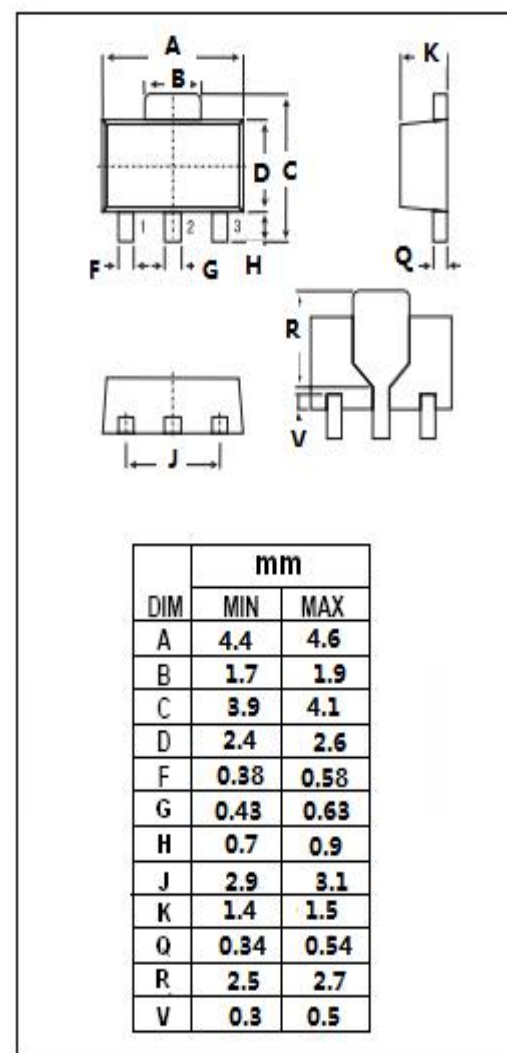 A
B
K
D
C
1
2
3
F
G
H
Q
R
V
J
mm
DIM MIN MAX
A 4.4 4.6
B 1.7 1.9
C 3.9 4.1
D 2.4 2.6
F 0.38 0.58
G 0.43 0.63
H 0.7 0.9
J 2.9 3.1
K 1.4 1.5
Q 0.34 0.54
R 2.5 2.7
V 0.3 0.5